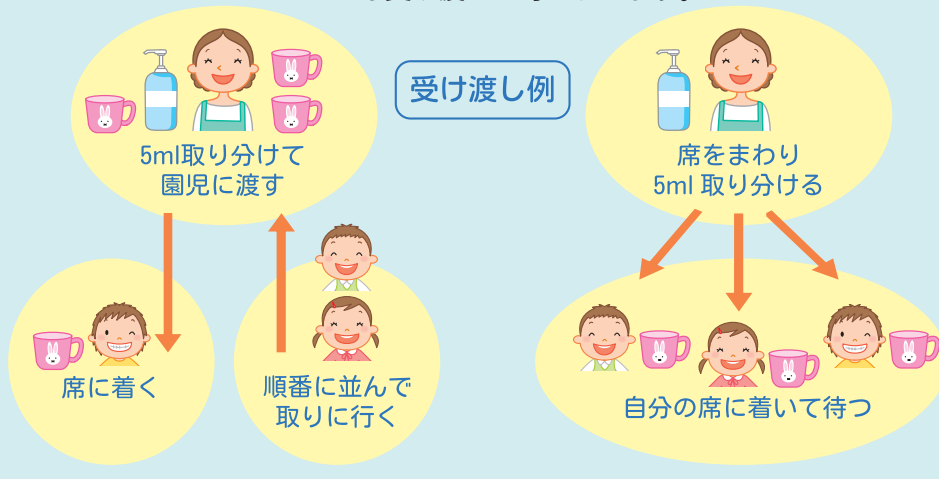 受け渡し例
5ml取り分けて
園児に渡す
席に着く
順番に並んで
取りに行く
席をまわり
5ml 取り分ける
自分の席に着いて待つ